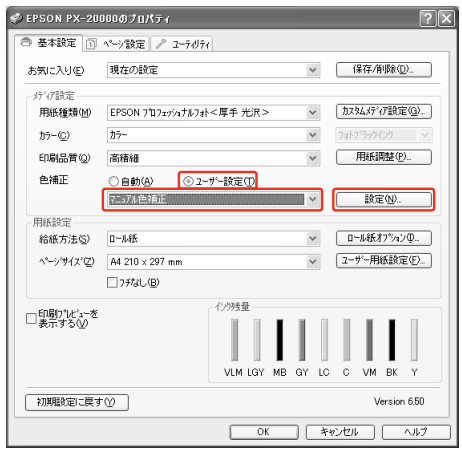 EPSON PX-20000のプロパティ
基本設定 ページ設定 ユーティリティ
お気に入り(E) 現在の設定 保存/削除(D)...
メディア設定
用紙種類(M) EPSON プロフェッショナルフォト<厚手 光沢> カスタムメディア設定(G)...
カラー(C) カラー フォトブラックインク
印刷品質(Q) 高精細 用紙調整(P)...
色補正 自動(A) ユーザー設定(T)
マニュアル色補正 設定(N)...
用紙設定
給紙方法(S) ロール紙 ロール紙オプション(I)...
ページサイズ(Z) A4 210 x 297 mm ユーザー用紙設定(F)...
フチなし(B)
印刷プレビューを
表示する(V)
インク残量
VLM LGY MB GY LC C VM BK Y
初期設定に戻す(Y) Version 6.50
OK キャンセル ヘルプ